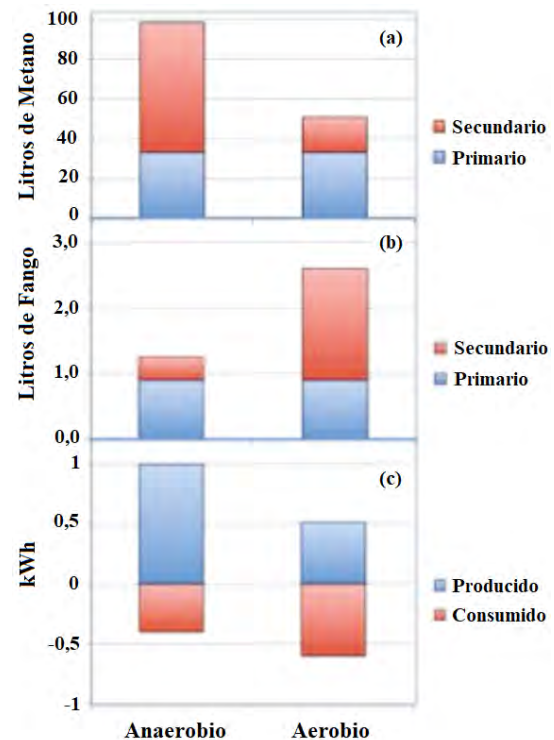 100
80
60
40
20
0
Litros de Metano
(a)
Secundario
Primario
3,0
2,0
1,0
0,0
Litros de Fango
(b)
Secundario
Primario
1
0,5
0
-0,5
-1
kWh
(c)
Producido
Consumido
Anaerobio Aerobio